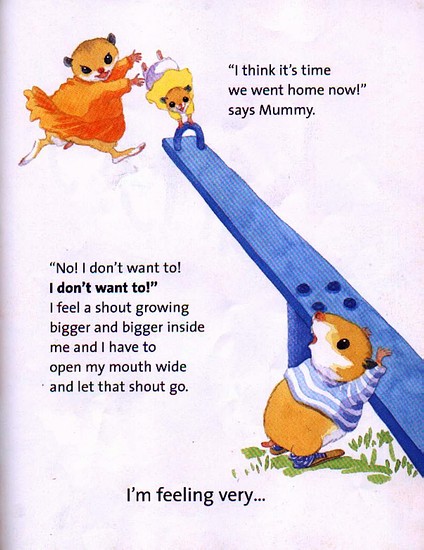 “I think it’s time
we went home now!”
says Mummy.
“No! I don’t want to!
I don’t want to!”
I feel a shout growing
bigger and bigger inside
me and I have to
open my mouth wide
and let that shout go.
I’m feeling very...